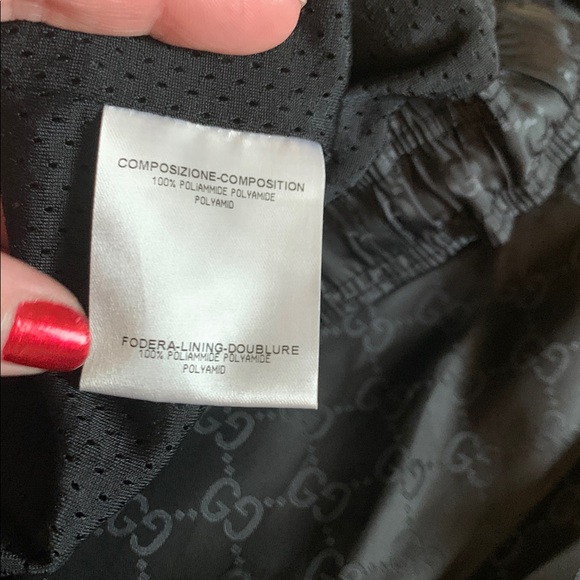 COMPOSIZIONE-COMPOSITION
100% POLIAMMIDE POLYAMIDE
POLYAMID
FODERA-LINING-DOUBLURE
100% POLIAMMIDE POLYAMIDE
POLYAMID